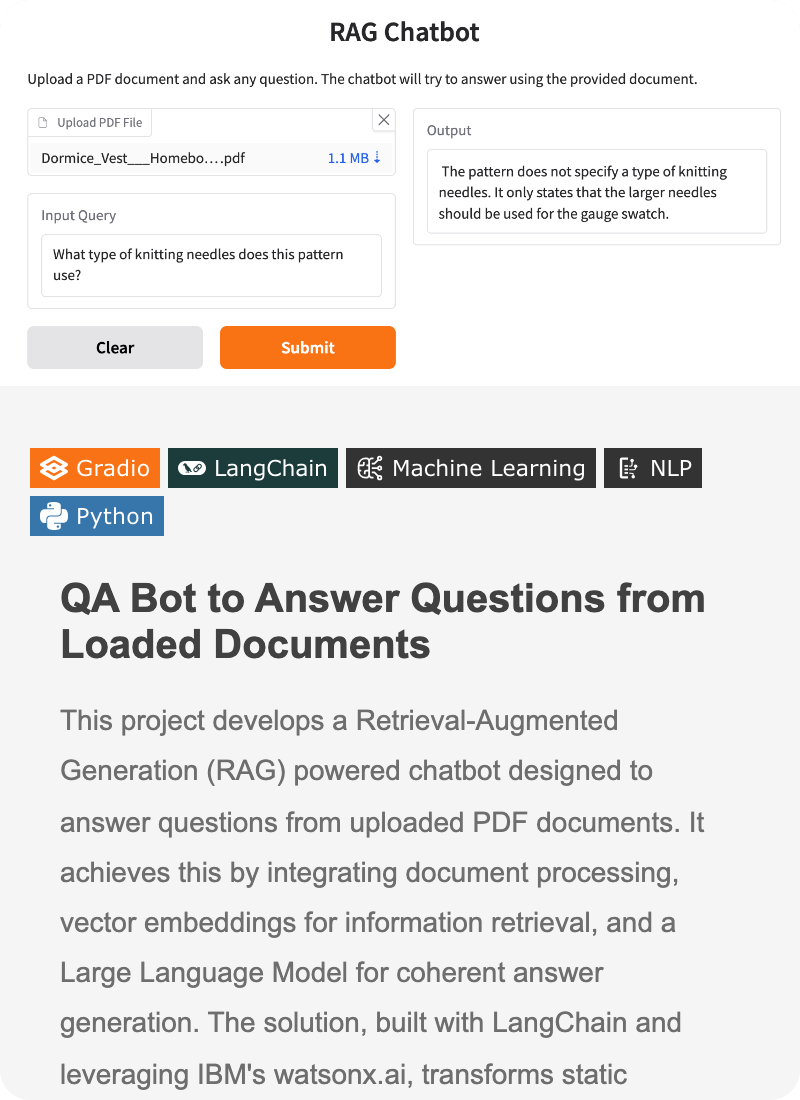 RAG Chatbot
Upload a PDF document and ask any question. The chatbot will try to answer using the provided document.
Upload PDF File
Dormice_Vest___Homebo....pdf
1.1 MB ↓
Input Query
What type of knitting needles does this pattern
use?
Clear
Submit
Output
The pattern does not specify a type of knitting
needles. It only states that the larger needles
should be used for the gauge swatch.
Gradio
LangChain
Machine Learning
NLP
Python
QA Bot to Answer Questions from
Loaded Documents
This project develops a Retrieval-Augmented
Generation (RAG) powered chatbot designed to
answer questions from uploaded PDF documents. It
achieves this by integrating document processing,
vector embeddings for information retrieval, and a
Large Language Model for coherent answer
generation. The solution, built with LangChain and
leveraging IBM's watsonx.ai, transforms static